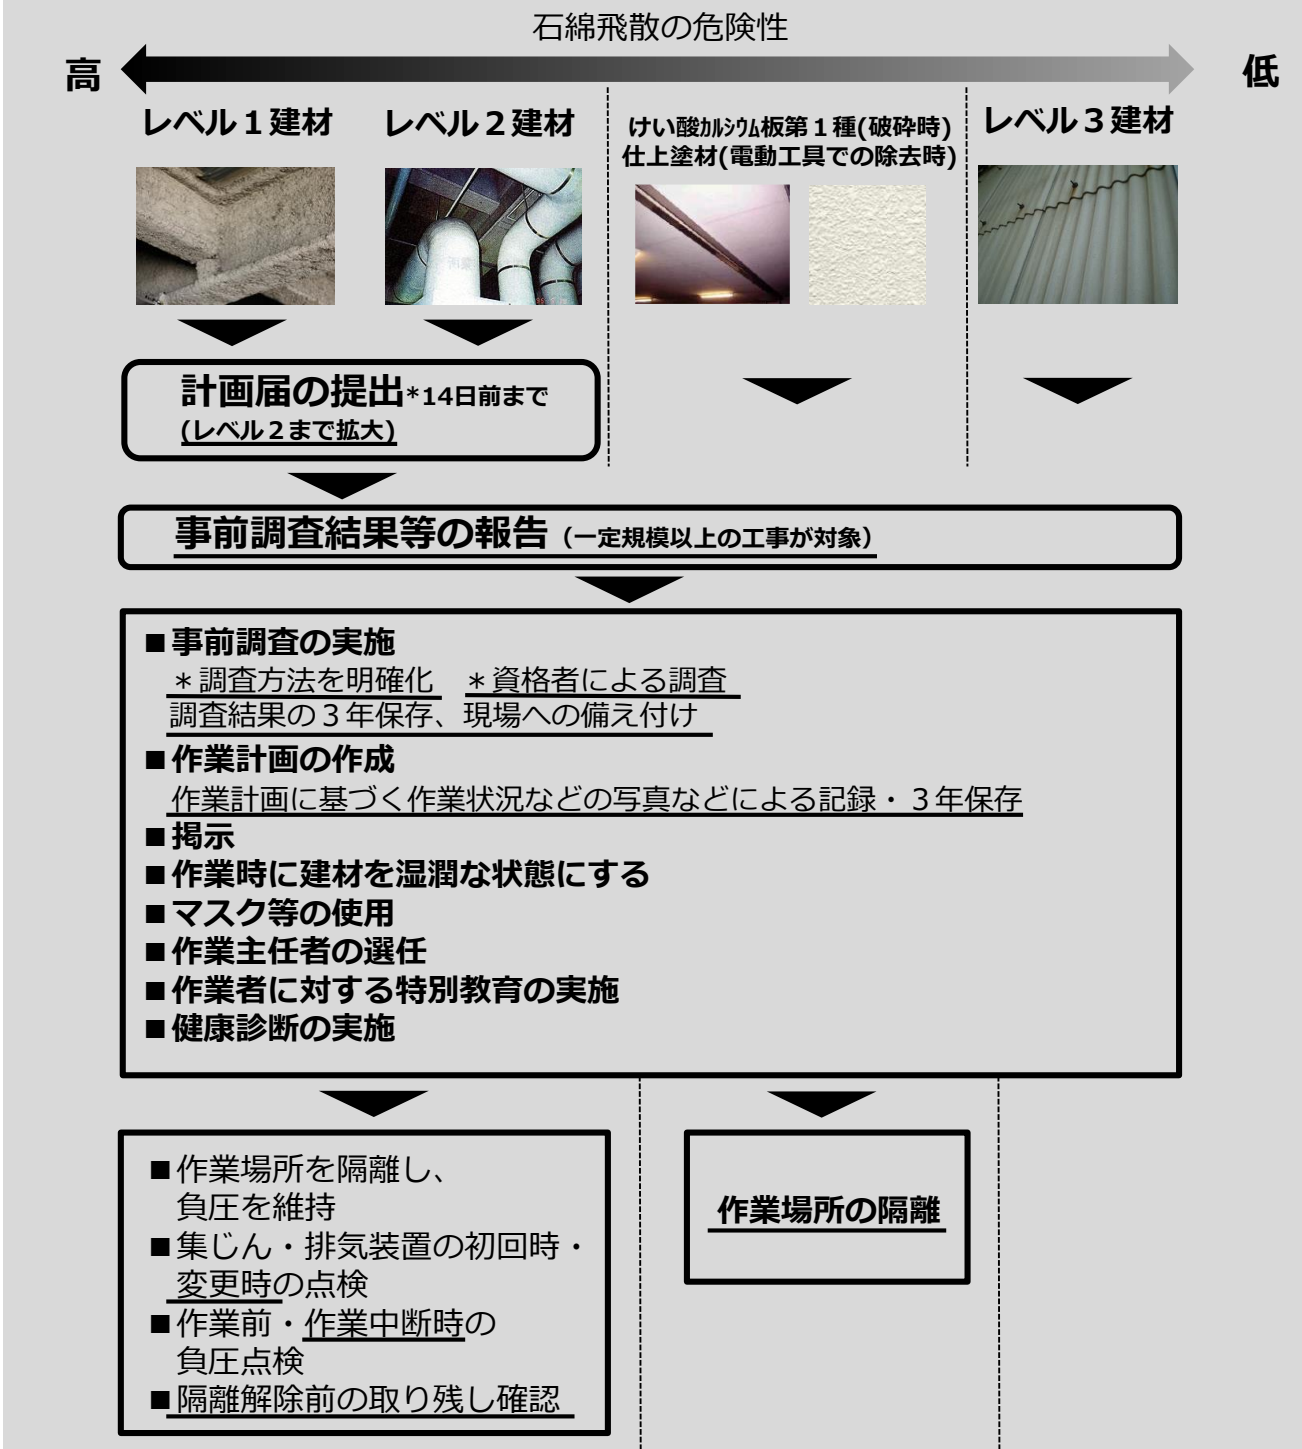 石綿飛散の危険性
高
低
レベル１建材
レベル２建材
けい酸ｶﾙｼｳﾑ板第１種(破砕時)
仕上塗材(電動工具での除去時)
レベル３建材
計画届の提出*14日前まで
(レベル２まで拡大)
事前調査結果等の報告（一定規模以上の工事が対象）
■事前調査の実施
＊調査方法を明確化　＊資格者による調査
調査結果の３年保存、現場への備え付け
■作業計画の作成
作業計画に基づく作業状況などの写真などによる記録・３年保存
■掲示
■作業時に建材を湿潤な状態にする
■マスク等の使用
■作業主任者の選任
■作業者に対する特別教育の実施
■健康診断の実施
■作業場所を隔離し、
負圧を維持
■集じん・排気装置の初回時・
変更時の点検
■作業前・作業中断時の
負圧点検
■隔離解除前の取り残し確認
作業場所の隔離